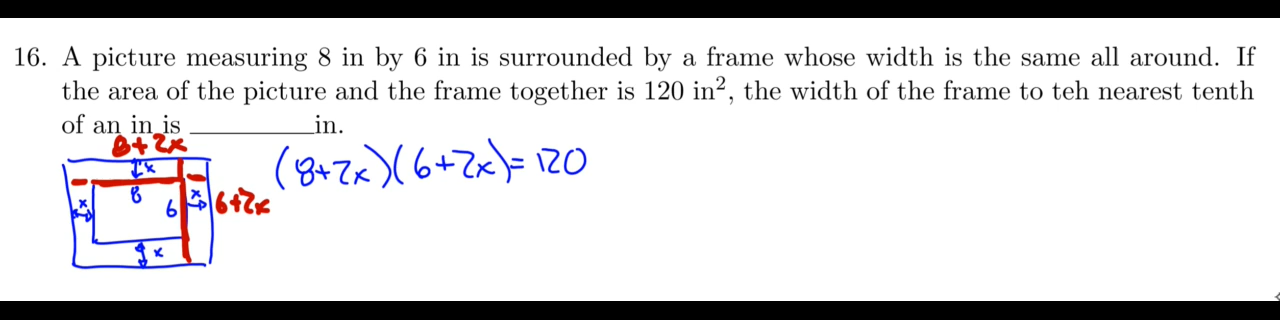 16. A picture measuring 8 in by 6 in is surrounded by a frame whose width is the same all around. If
the area of the picture and the frame together is 120 in², the width of the frame to teh nearest tenth
of an in is __________in.
8+2x
(8+2x)(6+2x)=120
x
8
x
x
6
6+2x
x